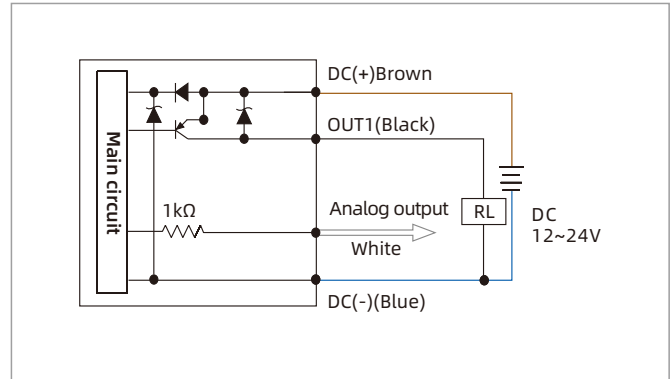 DC(+)Brown
OUT1(Black)
Main circuit
1kΩ
Analog output
White
RL
DC
12~24V
DC(-)(Blue)